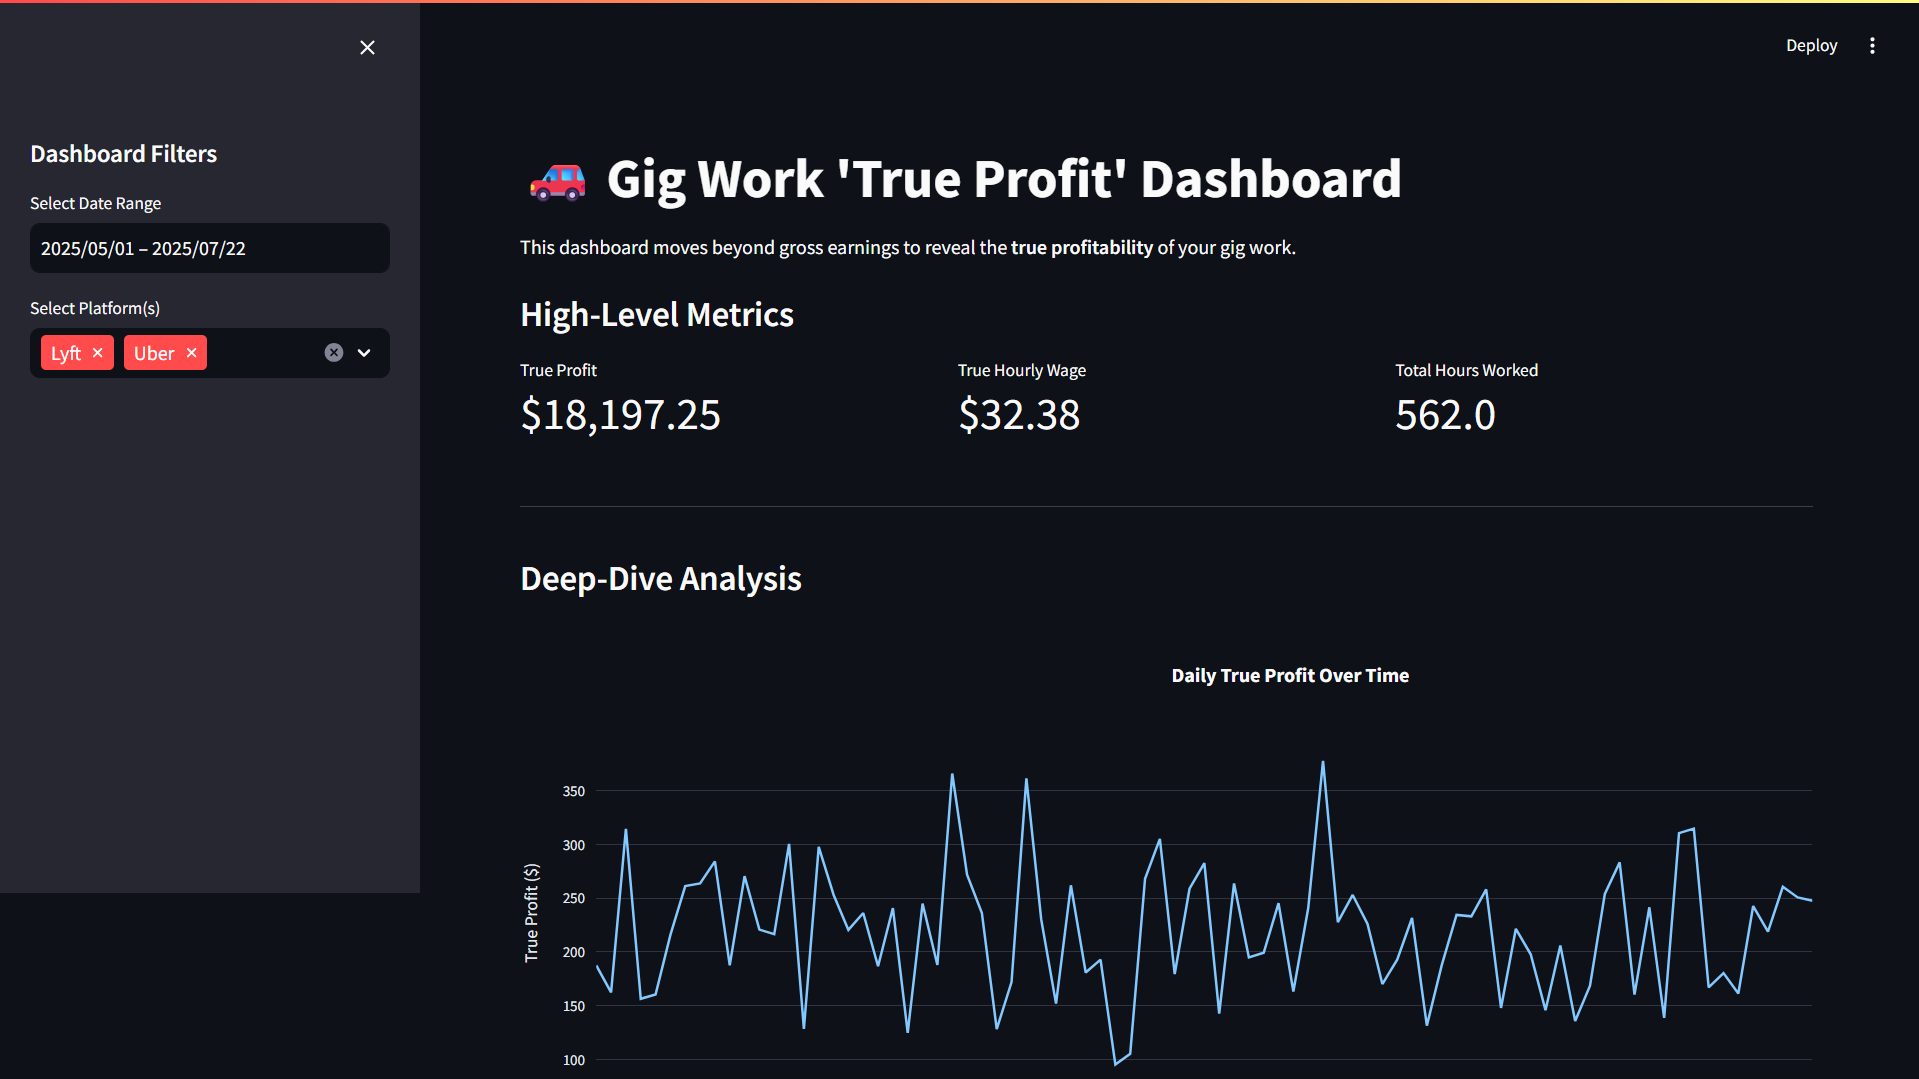 Deploy
Dashboard Filters
Select Date Range
2025/05/01 – 2025/07/22
Select Platform(s)
Lyft
Uber
Gig Work 'True Profit' Dashboard
This dashboard moves beyond gross earnings to reveal the true profitability of your gig work.
High-Level Metrics
True Profit
$18,197.25
True Hourly Wage
$32.38
Total Hours Worked
562.0
Deep-Dive Analysis
Daily True Profit Over Time
True Profit ($)
350
300
250
200
150
100